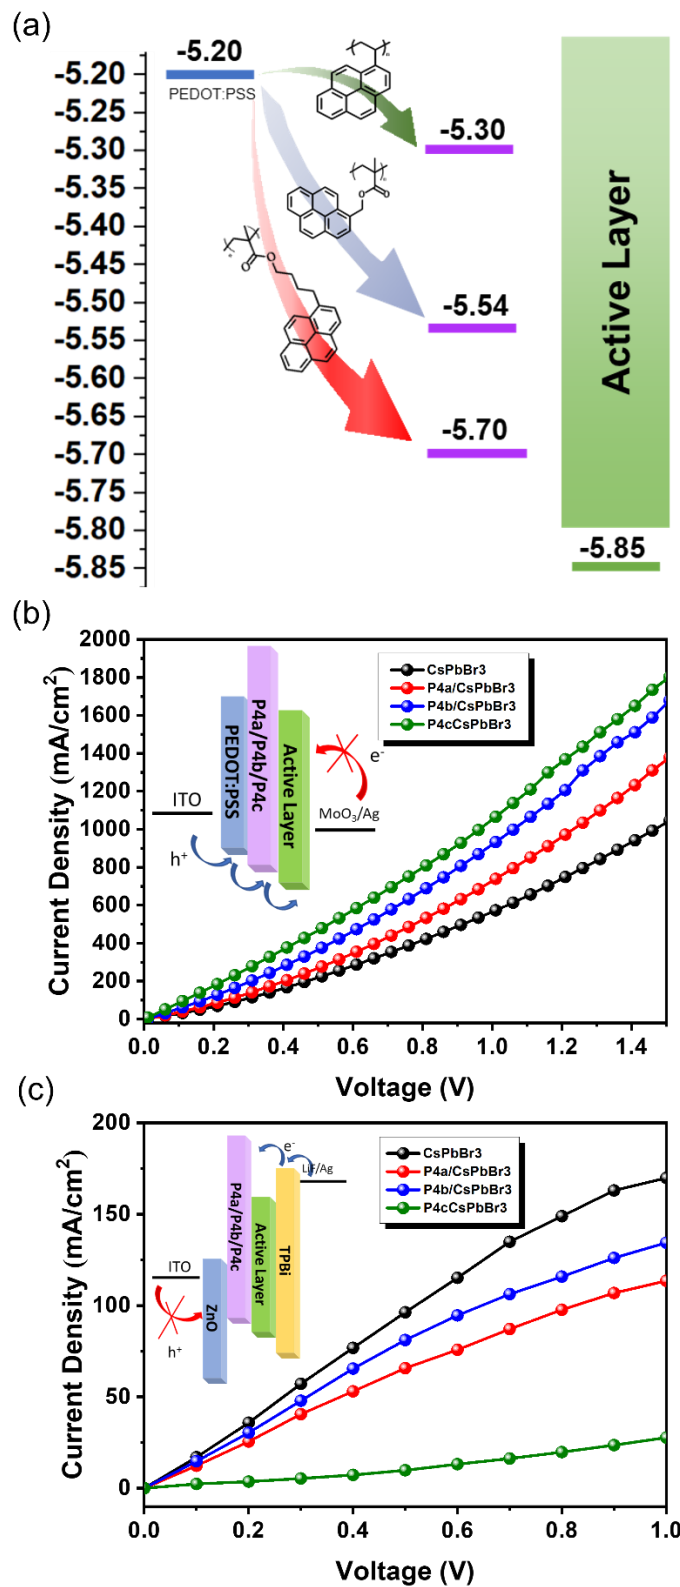 (a)
-5.20
-5.20
PEDOT:PSS
-5.25
-5.30
-5.30
-5.35
-5.40
-5.45
-5.50
-5.54
-5.55
-5.60
-5.65
-5.70
-5.70
-5.75
-5.80
-5.85
-5.85
Active Layer
n
n
O
O
n
O
O
(b)
2000
1800
1600
1400
1200
1000
800
600
400
200
0
Current Density (mA/cm²)
CsPbBr3
P4a/CsPbBr3
P4b/CsPbBr3
P4cCsPbBr3
ITO
h⁺
PEDOT:PSS
P4a/P4b/P4c
Active Layer
e⁻
MoO₃/Ag
0.0 0.2 0.4 0.6 0.8 1.0 1.2 1.4
Voltage (V)
(c)
200
150
100
50
0
Current Density (mA/cm²)
CsPbBr3
P4a/CsPbBr3
P4b/CsPbBr3
P4cCsPbBr3
ITO
h⁺
ZnO
P4a/P4b/P4c
Active Layer
TPBi
e⁻
LiF/Ag
0.0 0.2 0.4 0.6 0.8 1.0
Voltage (V)